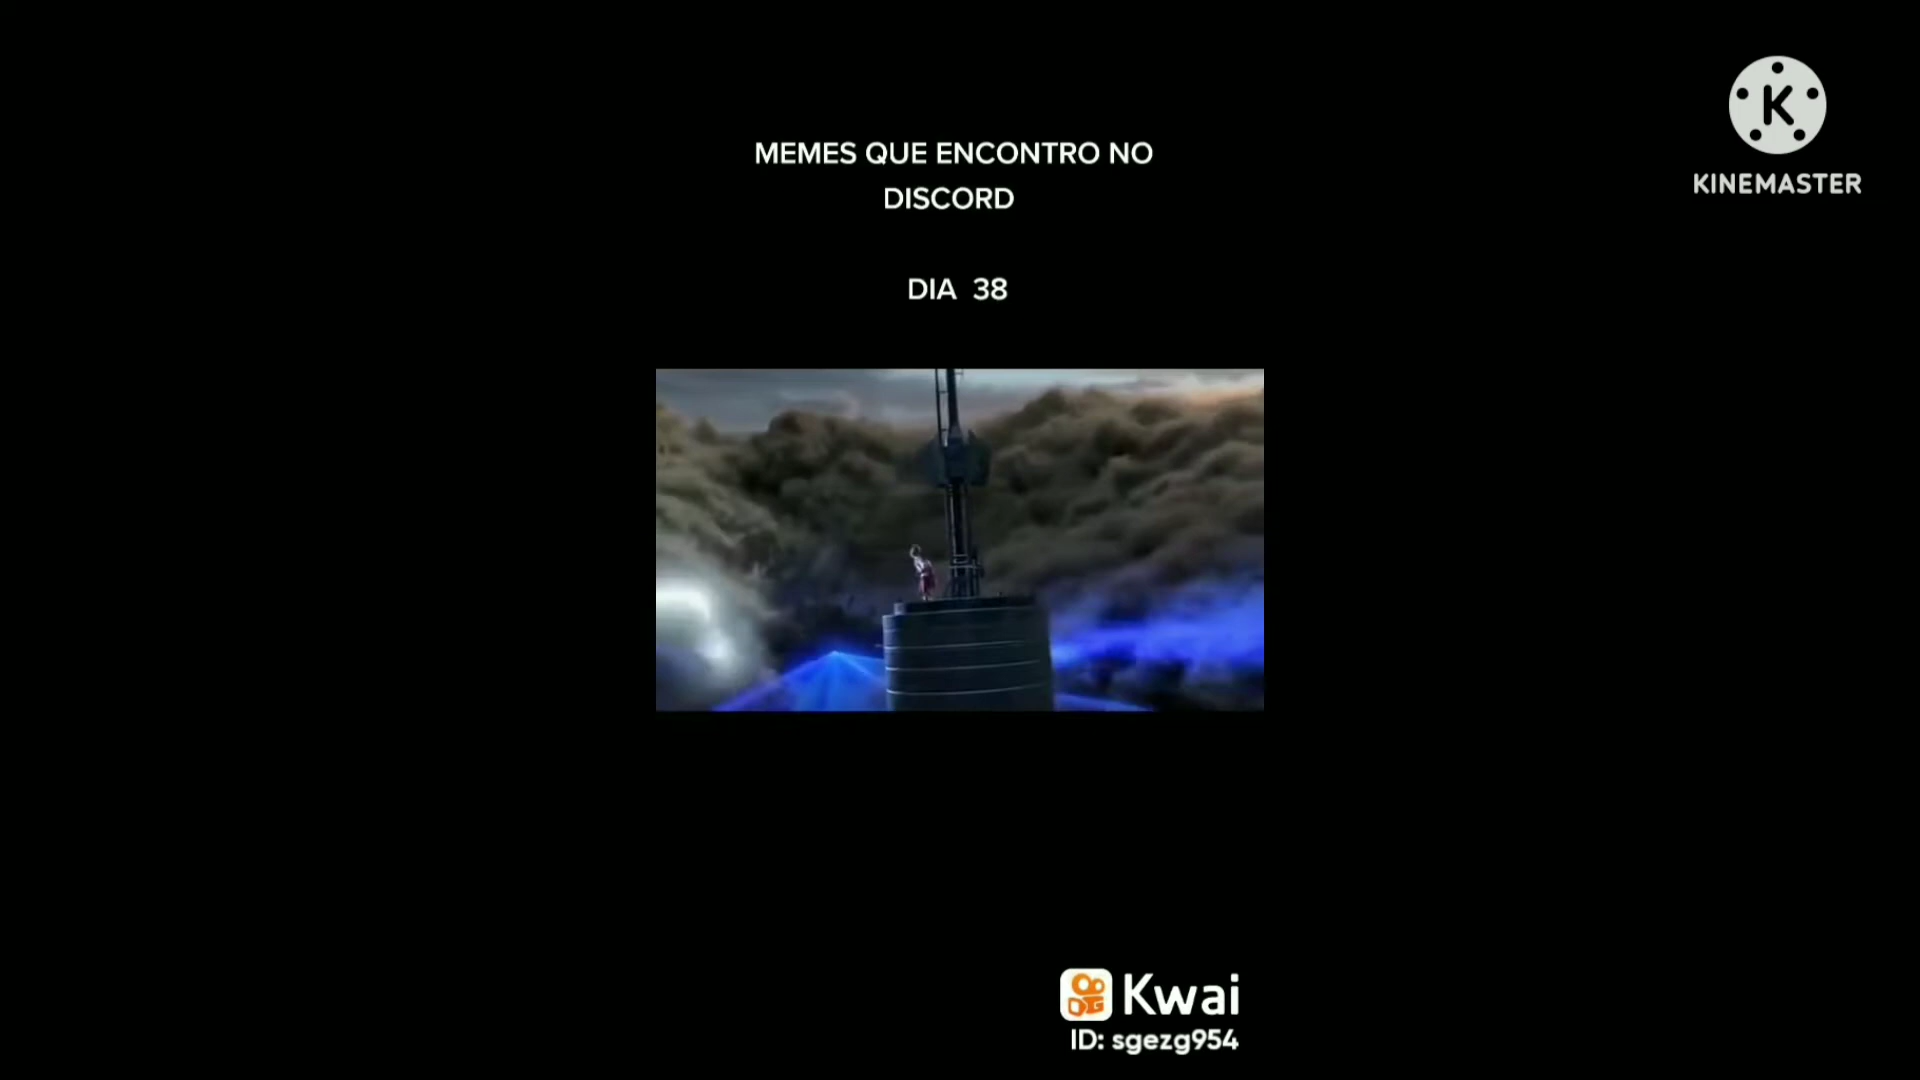 MEMES QUE ENCONTRO NO
DISCORD
DIA 38
K
KINEMASTER
Kwai
ID: sgezg954